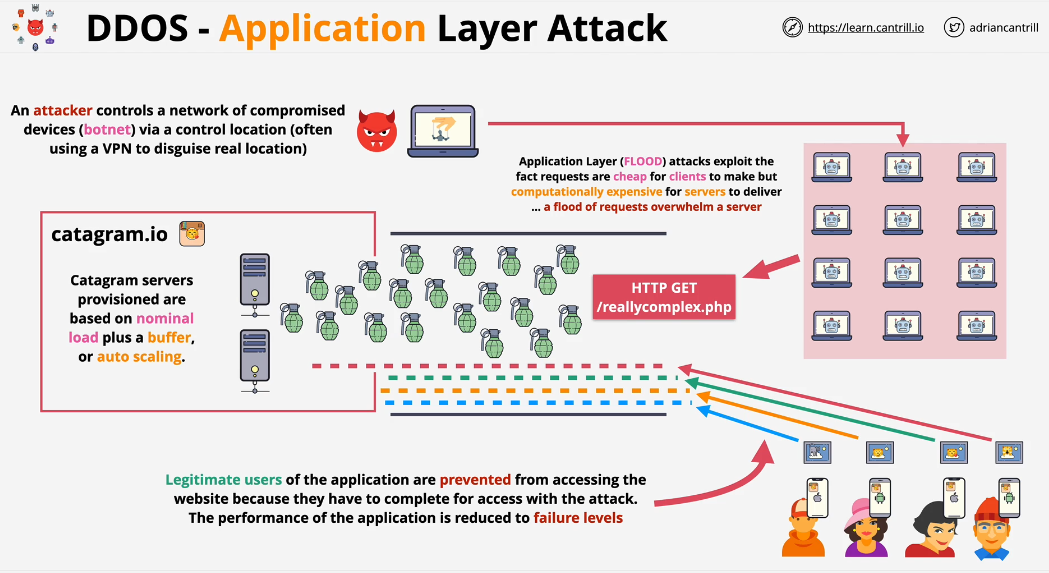 DDOS - Application Layer Attack
https://learn.cantrill.io
adriancantrill
An attacker controls a network of compromised
devices (botnet) via a control location (often
using a VPN to disguise real location)
Application Layer (FLOOD) attacks exploit the
fact requests are cheap for clients to make but
computationally expensive for servers to deliver
... a flood of requests overwhelm a server
catagram.io
Catagram servers
provisioned are
based on nominal
load plus a buffer,
or auto scaling.
HTTP GET
/reallycomplex.php
Legitimate users of the application are prevented from accessing the
website because they have to complete for access with the attack.
The performance of the application is reduced to failure levels